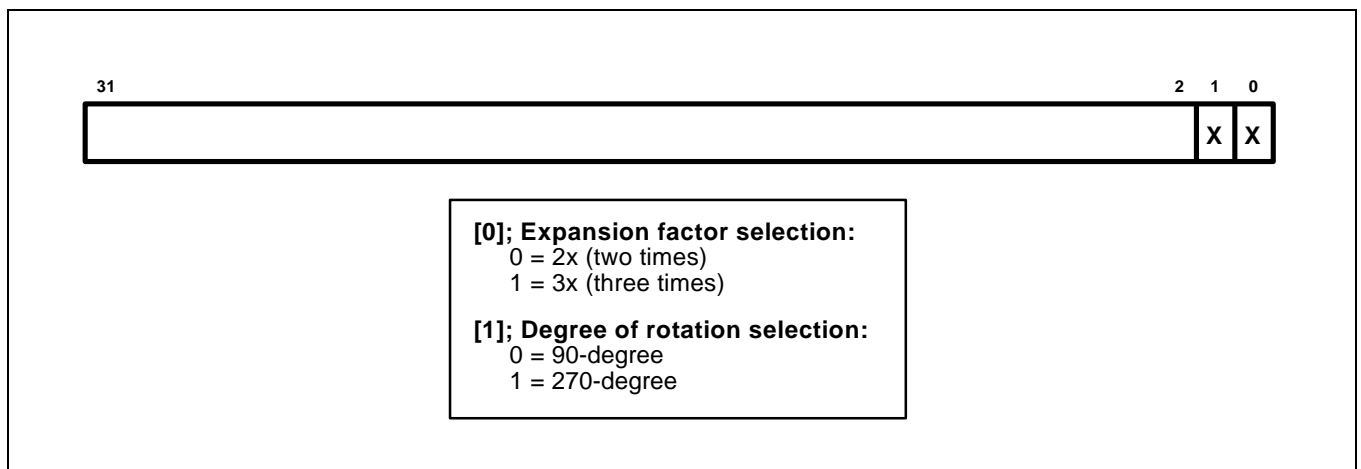 31 2 1 0
X X
[0]; Expansion factor selection:
0 = 2x (two times)
1 = 3x (three times)
[1]; Degree of rotation selection:
0 = 90-degree
1 = 270-degree